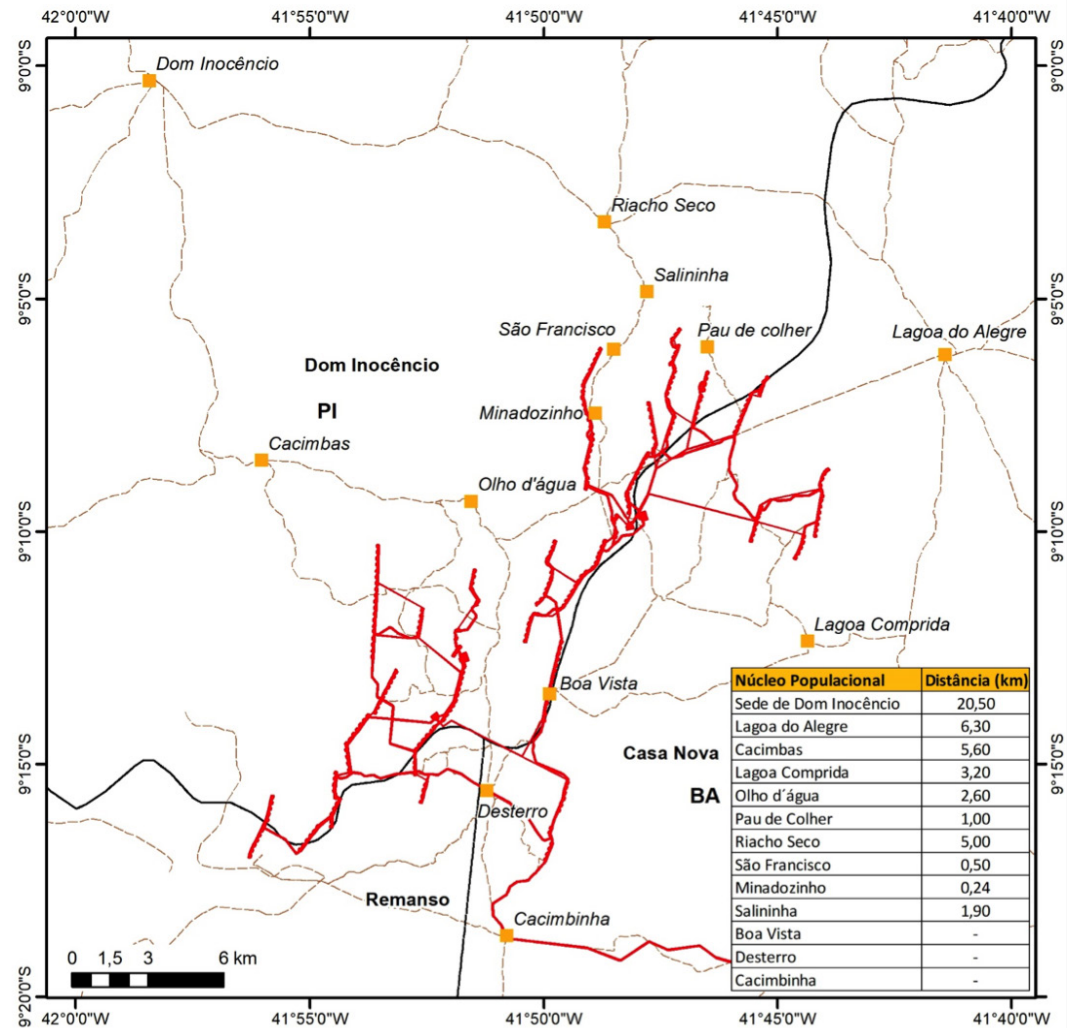 42°0'0"W 41°55'0"W 41°50'0"W 41°45'0"W 41°40'0"W
9°0'0"S 9°0'0"S
Dom Inocêncio
Riacho Seco
Salininha
9°5'0"S 9°5'0"S
São Francisco Pau de colher Lagoa do Alegre
Dom Inocêncio
PI
Minadozinho
Cacimbas
Olho d'água
9°10'0"S 9°10'0"S
Lagoa Comprida
Boa Vista
Casa Nova
BA
9°15'0"S 9°15'0"S
Desterro
Remanso
Cacimbinha
Núcleo Populacional Distância (km)
Sede de Dom Inocêncio 20,50
Lagoa do Alegre 6,30
Cacimbas 5,60
Lagoa Comprida 3,20
Olho d´água 2,60
Pau de Colher 1,00
Riacho Seco 5,00
São Francisco 0,50
Minadozinho 0,24
Salininha 1,90
Boa Vista -
Desterro -
Cacimbinha -
0 1,5 3 6 km
9°20'0"S
42°0'0"W 41°55'0"W 41°50'0"W 41°45'0"W 41°40'0"W